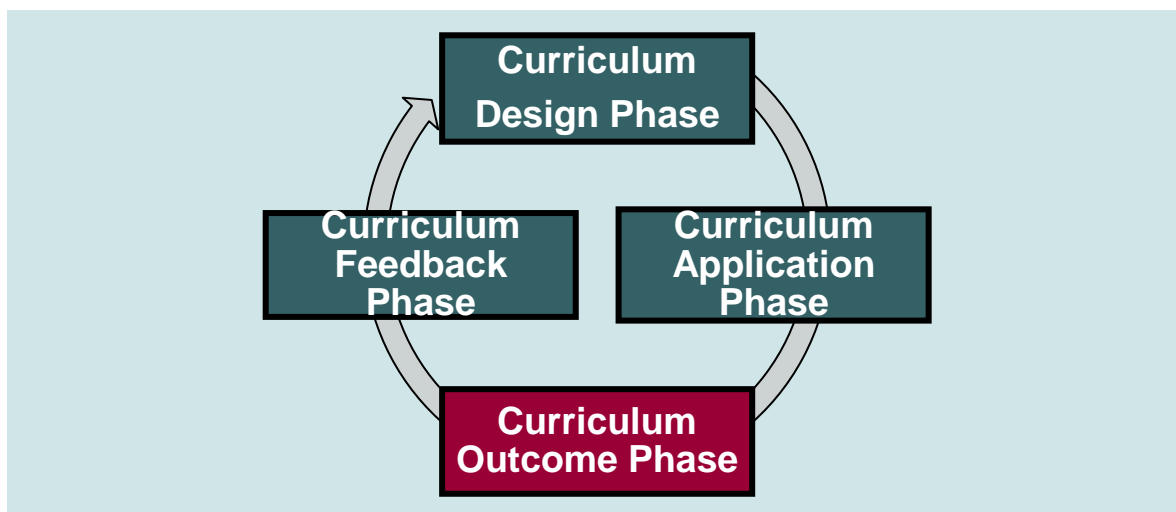 Curriculum
Design Phase
Curriculum
Feedback
Phase
Curriculum
Application
Phase
Curriculum
Outcome Phase